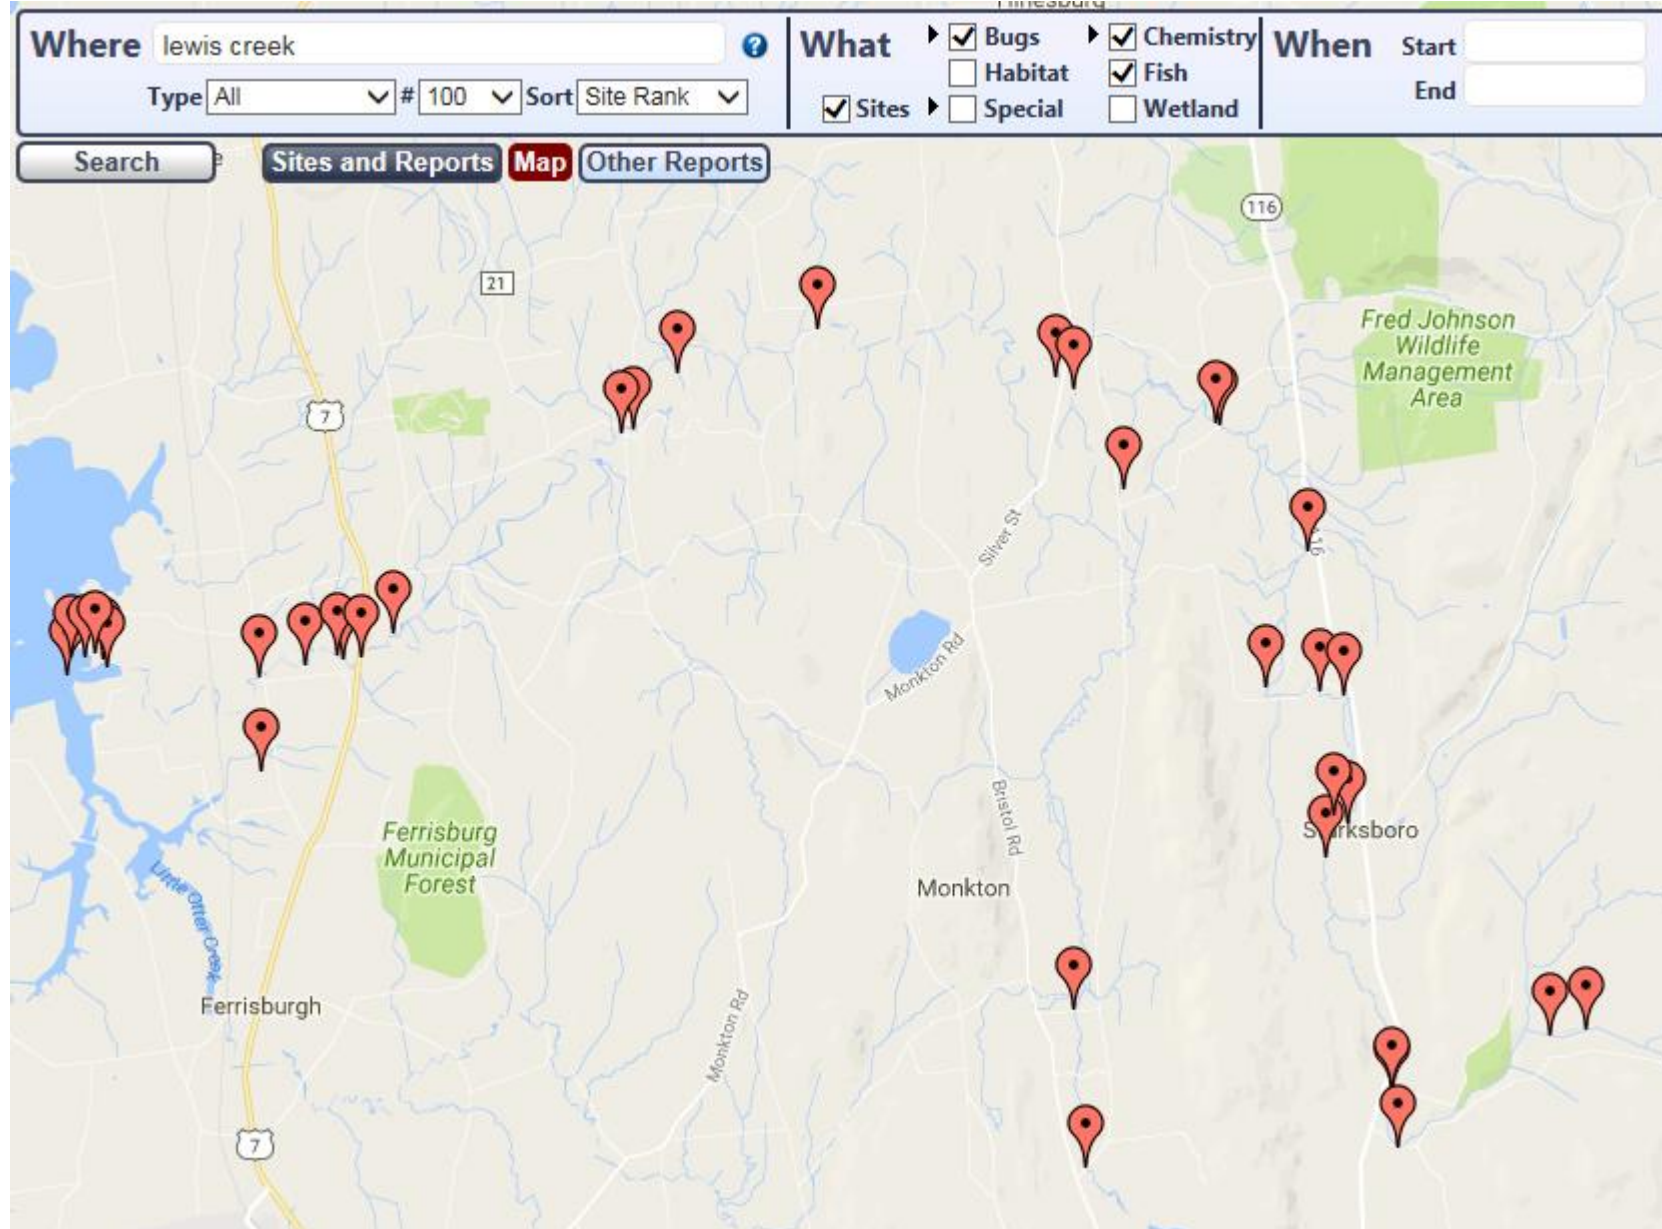 Where lewis creek
Type All # 100 Sort Site Rank
What
Bugs Chemistry
Habitat Fish
Sites Special Wetland
When Start
End
Search
Sites and Reports Map Other Reports
116
21
Fred Johnson
Wildlife
Management
Area
7
Silver St
Monkton Rd
Bristol Rd
Ferrisburg
Municipal
Forest
Monkton
Little Otter Creek
Ferrisburgh
Monkton Rd
7